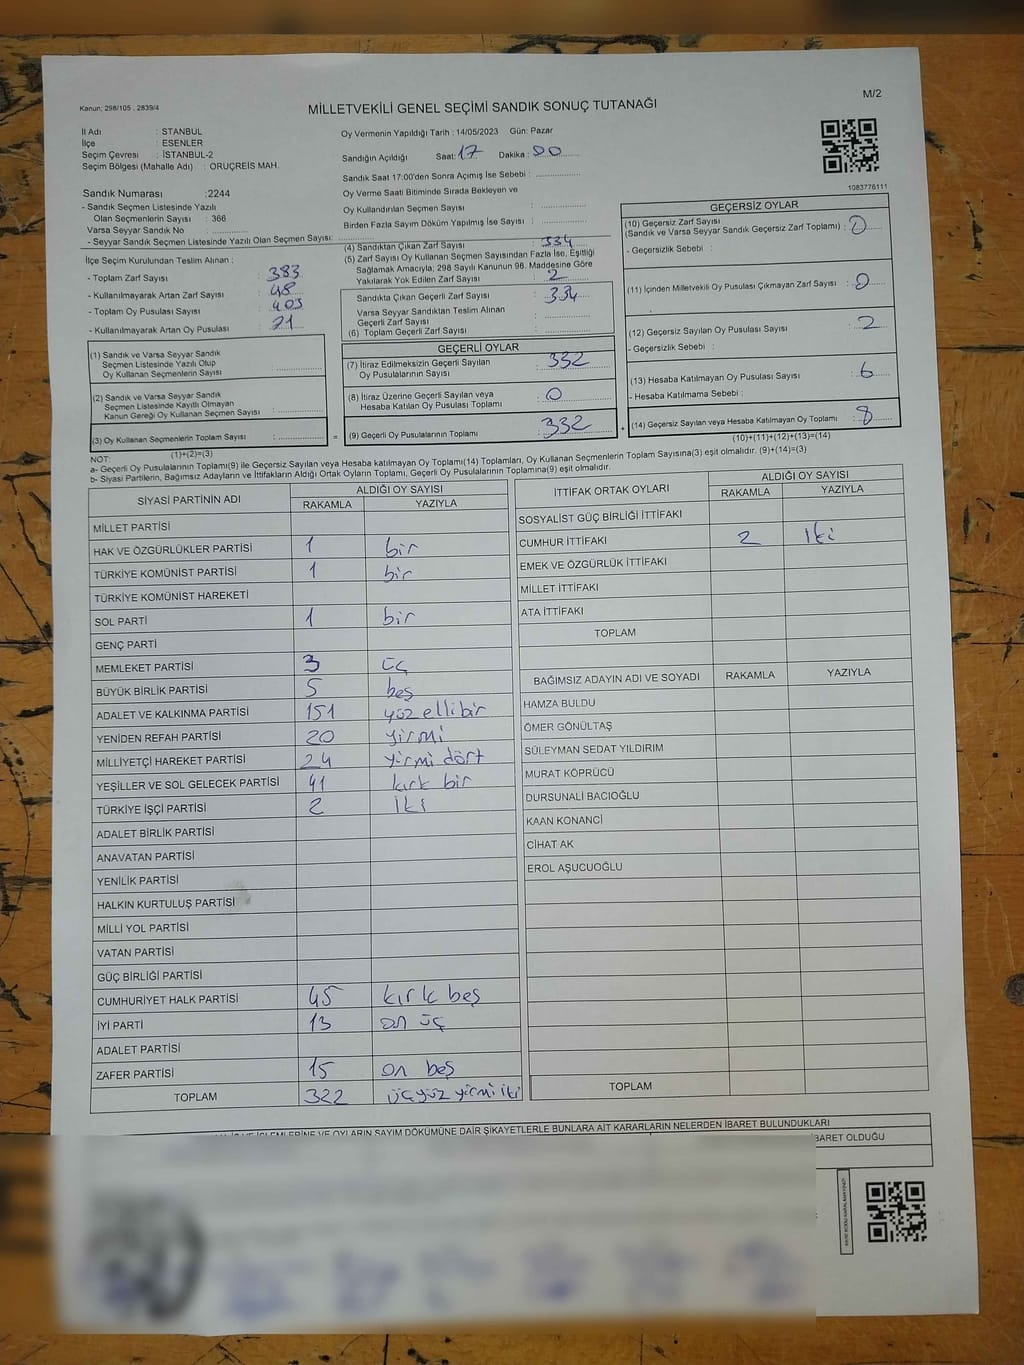 Kanun: 298/105 , 2839/4
MİLLETVEKİLİ GENEL SEÇİMİ SANDIK SONUÇ TUTANAĞI
M/2
İl Adı : STANBUL
İlçe : ESENLER
Seçim Çevresi : İSTANBUL-2
Seçim Bölgesi (Mahalle Adı) : ORUÇREİS MAH.
Sandık Numarası :2244
- Sandık Seçmen Listesinde Yazılı
Olan Seçmenlerin Sayısı : 366
Varsa Seyyar Sandık No :
- Seyyar Sandık Seçmen Listesinde Yazılı Olan Seçmen Sayısı:
Oy Vermenin Yapıldığı Tarih : 14/05/2023 Gün: Pazar
Sandığın Açıldığı Saat: 17 Dakika : 00
Sandık Saat 17:00'den Sonra Açımış İse Sebebi :
Oy Verme Saati Bitiminde Sırada Bekleyen ve
Oy Kullandırılan Seçmen Sayısı :
Birden Fazla Sayım Döküm Yapılmış İse Sayısı :
1083776111
İlçe Seçim Kurulundan Teslim Alınan :
- Toplam Zarf Sayısı : 383
- Kullanılmayarak Artan Zarf Sayısı : 48
- Toplam Oy Pusulası Sayısı : 403
- Kullanılmayarak Artan Oy Pusulası : 21
(4) Sandıktan Çıkan Zarf Sayısı : 334
(5) Zarf Sayısı Oy Kullanan Seçmen Sayısından Fazla İse, Eşitliği
Sağlamak Amacıyla; 298 Sayılı Kanunun 98. Maddesine Göre
Yakılarak Yok Edilen Zarf Sayısı : 2
Sandıkta Çıkan Geçerli Zarf Sayısı : 334
Varsa Seyyar Sandıktan Teslim Alınan
Geçerli Zarf Sayısı :
(6) Toplam Geçerli Zarf Sayısı :
GEÇERSİZ OYLAR
(10) Geçersiz Zarf Sayısı
(Sandık ve Varsa Seyyar Sandık Geçersiz Zarf Toplamı) : 0
- Geçersizlik Sebebi :
(11) İçinden Milletvekili Oy Pusulası Çıkmayan Zarf Sayısı : 0
(12) Geçersiz Sayılan Oy Pusulası Sayısı : 2
- Geçersizlik Sebebi :
(13) Hesaba Katılmayan Oy Pusulası Sayısı : 6
- Hesaba Katılmama Sebebi :
(14) Geçersiz Sayılan veya Hesaba Katılmayan Oy Toplamı : 8
(10)+(11)+(12)+(13)=(14)
(1) Sandık ve Varsa Seyyar Sandık
Seçmen Listesinde Yazılı Olup
Oy Kullanan Seçmenlerin Sayısı :
(2) Sandık ve Varsa Seyyar Sandık
Seçmen Listesinde Kayıtlı Olmayan
Kanun Gereği Oy Kullanan Seçmen Sayısı :
(3) Oy Kullanan Seçmenlerin Toplam Sayısı :
(1)+(2)=(3)
=
GEÇERLİ OYLAR
(7) İtiraz Edilmeksizin Geçerli Sayılan
Oy Pusulalarının Sayısı : 332
(8) İtiraz Üzerine Geçerli Sayılan veya
Hesaba Katılan Oy Pusulası Toplamı : 0
(9) Geçerli Oy Pusulalarının Toplamı : 332
+
NOT:
a- Geçerli Oy Pusulalarının Toplamı(9) ile Geçersiz Sayılan veya Hesaba katılmayan Oy Toplamı(14) Toplamları, Oy Kullanan Seçmenlerin Toplam Sayısına(3) eşit olmalıdır. (9)+(14)=(3)
b- Siyasi Partilerin, Bağımsız Adayların ve İttifakların Aldığı Ortak Oyların Toplamı, Geçerli Oy Pusulalarının Toplamına(9) eşit olmalıdır.
SİYASİ PARTİNİN ADI ALDIĞI OY SAYISI
RAKAMLA YAZIYLA
MİLLET PARTİSİ
HAK VE ÖZGÜRLÜKLER PARTİSİ 1 bir
TÜRKİYE KOMÜNİST PARTİSİ 1 bir
TÜRKİYE KOMÜNİST HAREKETİ
SOL PARTİ 1 bir
GENÇ PARTİ
MEMLEKET PARTİSİ 3 üç
BÜYÜK BİRLİK PARTİSİ 5 beş
ADALET VE KALKINMA PARTİSİ 151 yüz ellibir
YENİDEN REFAH PARTİSİ 20 yirmi
MİLLİYETÇİ HAREKET PARTİSİ 24 yirmi dört
YEŞİLLER VE SOL GELECEK PARTİSİ 41 kırk bir
TÜRKİYE İŞÇİ PARTİSİ 2 iki
ADALET BİRLİK PARTİSİ
ANAVATAN PARTİSİ
YENİLİK PARTİSİ
HALKIN KURTULUŞ PARTİSİ
MİLLİ YOL PARTİSİ
VATAN PARTİSİ
GÜÇ BİRLİĞİ PARTİSİ
CUMHURİYET HALK PARTİSİ 45 kırk beş
İYİ PARTİ 13 on üç
ADALET PARTİSİ
ZAFER PARTİSİ 15 on beş
TOPLAM 322 üçyüz yirmi iki
İTTİFAK ORTAK OYLARI ALDIĞI OY SAYISI
RAKAMLA YAZIYLA
SOSYALİST GÜÇ BİRLİĞİ İTTİFAKI
CUMHUR İTTİFAKI 2 iki
EMEK VE ÖZGÜRLÜK İTTİFAKI
MİLLET İTTİFAKI
ATA İTTİFAKI
TOPLAM
BAĞIMSIZ ADAYIN ADI VE SOYADI RAKAMLA YAZIYLA
HAMZA BULDU
ÖMER GÖNÜLTAŞ
SÜLEYMAN SEDAT YILDIRIM
MURAT KÖPRÜCÜ
DURSUNALİ BACIOĞLU
KAAN KONANCİ
CİHAT AK
EROL AŞUCUOĞLU
TOPLAM
İŞLEMLERİNE VE OYLARIN SAYIM DÖKÜMÜNE DAİR ŞİKAYETLERLE BUNLARA AİT KARARLARIN NELERDEN İBARET BULUNDUKLARI
İBARET OLDUĞU